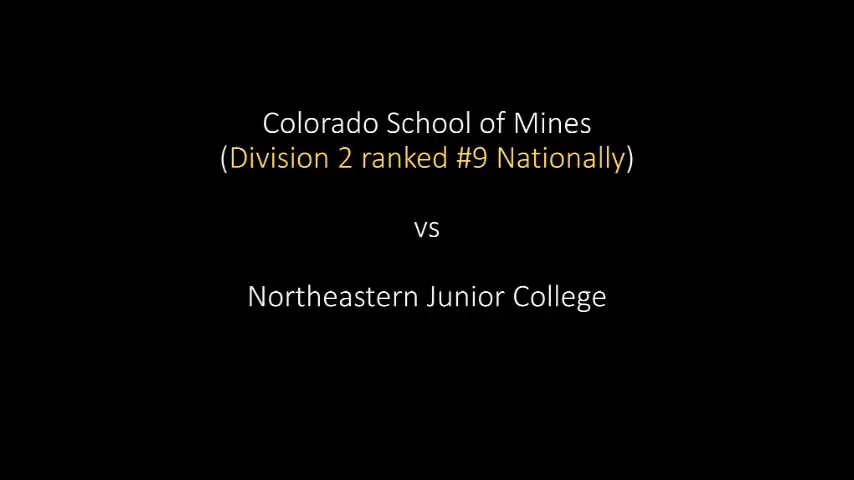 Colorado School of Mines
(Division 2 ranked #9 Nationally)
vs
Northeastern Junior College